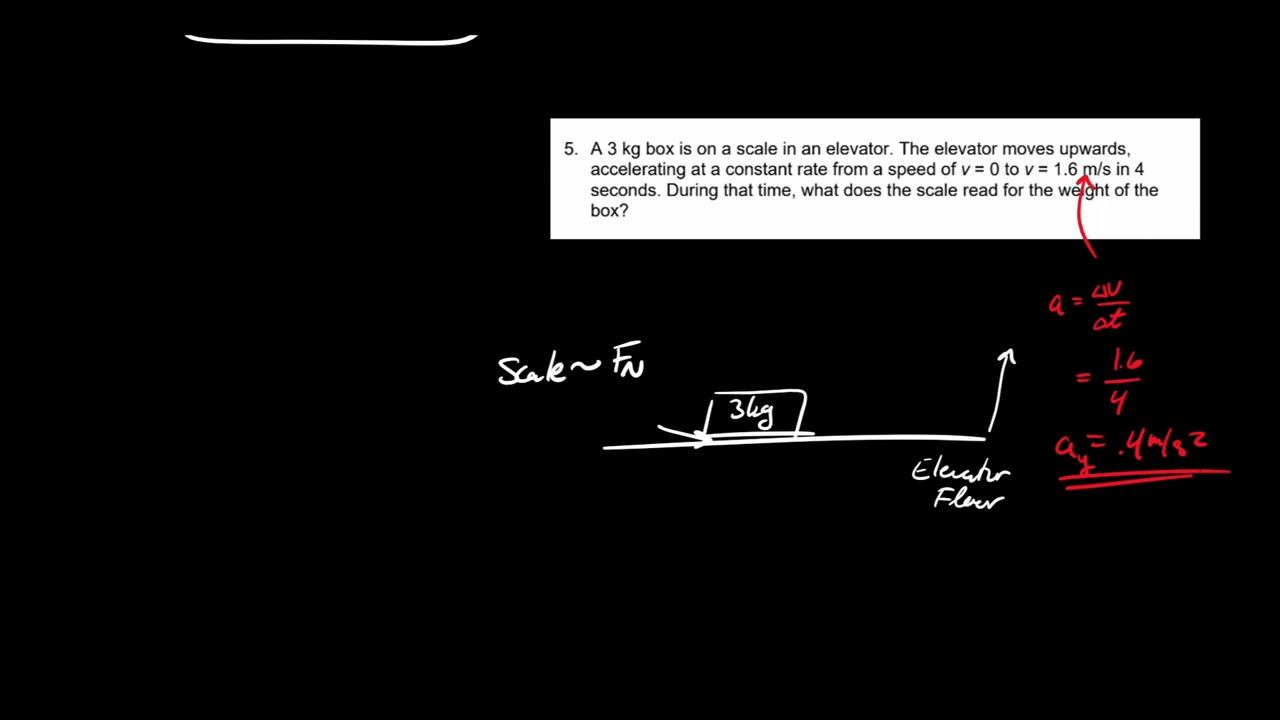 5. A 3 kg box is on a scale in an elevator. The elevator moves upwards,
accelerating at a constant rate from a speed of v = 0 to v = 1.6 m/s in 4
seconds. During that time, what does the scale read for the weight of the
box?
a = ΔV/Δt
= 1.6/4
a_y = .4 m/s2
Scale ~ FN
3kg
Elevator
Floor